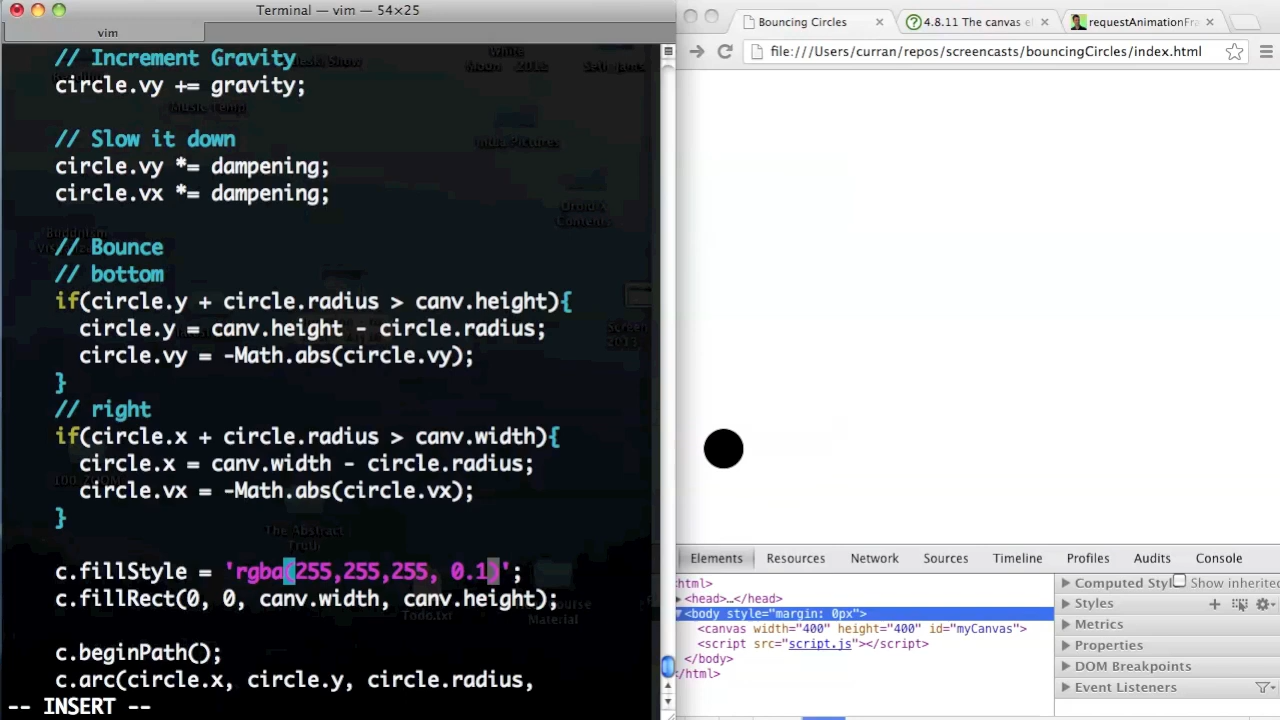 Terminal — vim — 54×25
vim
// Increment Gravity
circle.vy += gravity;
// Slow it down
circle.vy *= dampening;
circle.vx *= dampening;
// Bounce
// bottom
if(circle.y + circle.radius > canv.height){
circle.y = canv.height - circle.radius;
circle.vy = -Math.abs(circle.vy);
}
// right
if(circle.x + circle.radius > canv.width){
circle.x = canv.width - circle.radius;
circle.vx = -Math.abs(circle.vx);
}
c.fillStyle = 'rgba(255,255,255, 0.1)';
c.fillRect(0, 0, canv.width, canv.height);
c.beginPath();
c.arc(circle.x, circle.y, circle.radius,
-- INSERT --
Bouncing Circles
4.8.11 The canvas el
requestAnimationFra
file:///Users/curran/repos/screencasts/bouncingCircles/index.html
Elements Resources Network Sources Timeline Profiles Audits Console
html>
<head>…</head>
<body style="margin: 0px">
<canvas width="400" height="400" id="myCanvas">
<script src="script.js"></script>
</body>
/html>
Computed Styl Show inherited
Styles
Metrics
Properties
DOM Breakpoints
Event Listeners